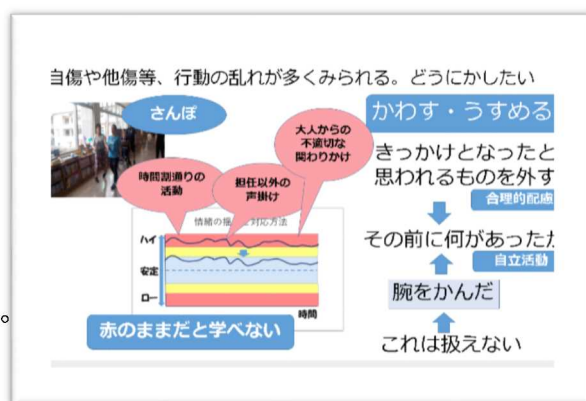 自傷や他傷等、行動の乱れが多くみられる。どうにかしたい
さんぽ
大人からの
不適切な
関わりかけ
時間割通りの
活動
担任以外の
声掛け
情緒の揺 対応方法
ハイ
安定
ロー
時間
赤のままだと学べない
。
かわす・うすめる
きっかけとなったと
思われるものを外す
合理的配慮
その前に何があったか
自立活動
腕をかんだ
これは扱えない